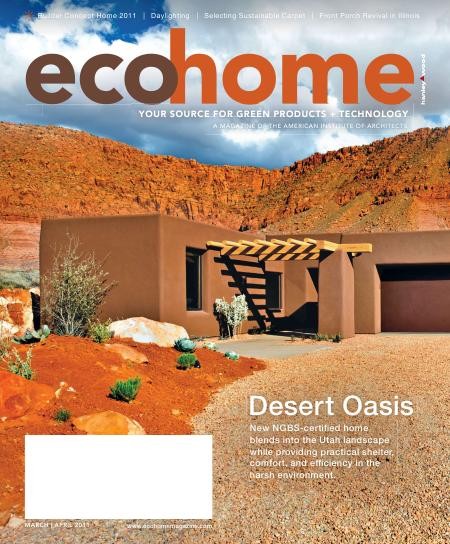 Builder Concept Home 2011 | Daylighting | Selecting Sustainable Carpet | Front Porch Revival in Illinois
ecohome
hanley▲wood
YOUR SOURCE FOR GREEN PRODUCTS + TECHNOLOGY
A MAGAZINE OF THE AMERICAN INSTITUTE OF ARCHITECTS
Desert Oasis
New NGBS-certified home
blends into the Utah landscape
while providing practical shelter,
comfort, and efficiency in the
harsh environment.
MARCH | APRIL 2011
www.ecohomemagazine.com